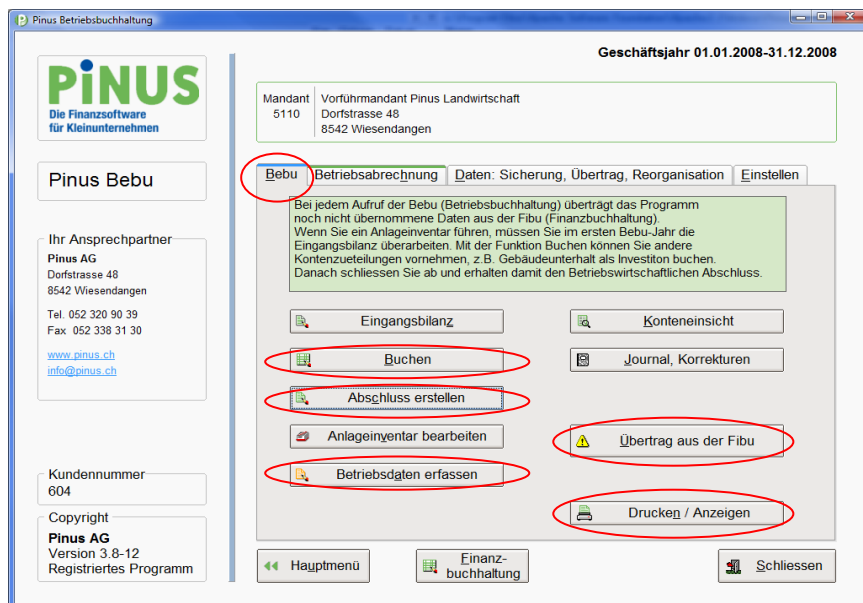 Pinus Betriebsbuchhaltung
Geschäftsjahr 01.01.2008-31.12.2008
PiNUS
Die Finanzsoftware
für Kleinunternehmen
Pinus Bebu
Ihr Ansprechpartner
Pinus AG
Dorfstrasse 48
8542 Wiesendangen
Tel. 052 320 90 39
Fax 052 338 31 30
www.pinus.ch
info@pinus.ch
Kundennummer
604
Copyright
Pinus AG
Version 3.8-12
Registriertes Programm
Mandant Vorführmandant Pinus Landwirtschaft
5110 Dorfstrasse 48
8542 Wiesendangen
Bebu Betriebsabrechnung Daten: Sicherung, Übertrag, Reorganisation Einstellen
Bei jedem Aufruf der Bebu (Betriebsbuchhaltung) überträgt das Programm
noch nicht übernommene Daten aus der Fibu (Finanzbuchhaltung).
Wenn Sie ein Anlageinventar führen, müssen Sie im ersten Bebu-Jahr die
Eingangsbilanz überarbeiten. Mit der Funktion Buchen können Sie andere
Kontenzueteilungen vornehmen, z.B. Gebäudeunterhalt als Investiton buchen.
Danach schliessen Sie ab und erhalten damit den Betriebswirtschaftlichen Abschluss.
Eingangsbilanz Konteneinsicht
Buchen Journal, Korrekturen
Abschluss erstellen
Anlageinventar bearbeiten Übertrag aus der Fibu
Betriebsdaten erfassen
Drucken / Anzeigen
Hauptmenü Finanz-
buchhaltung Schliessen